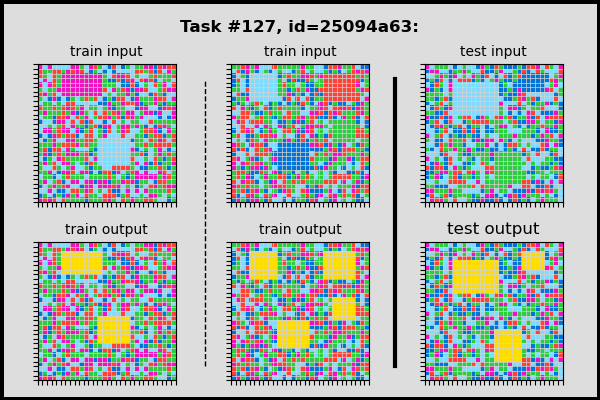 Task #127, id=25094a63:
train input
train input
test input
train output
train output
test output